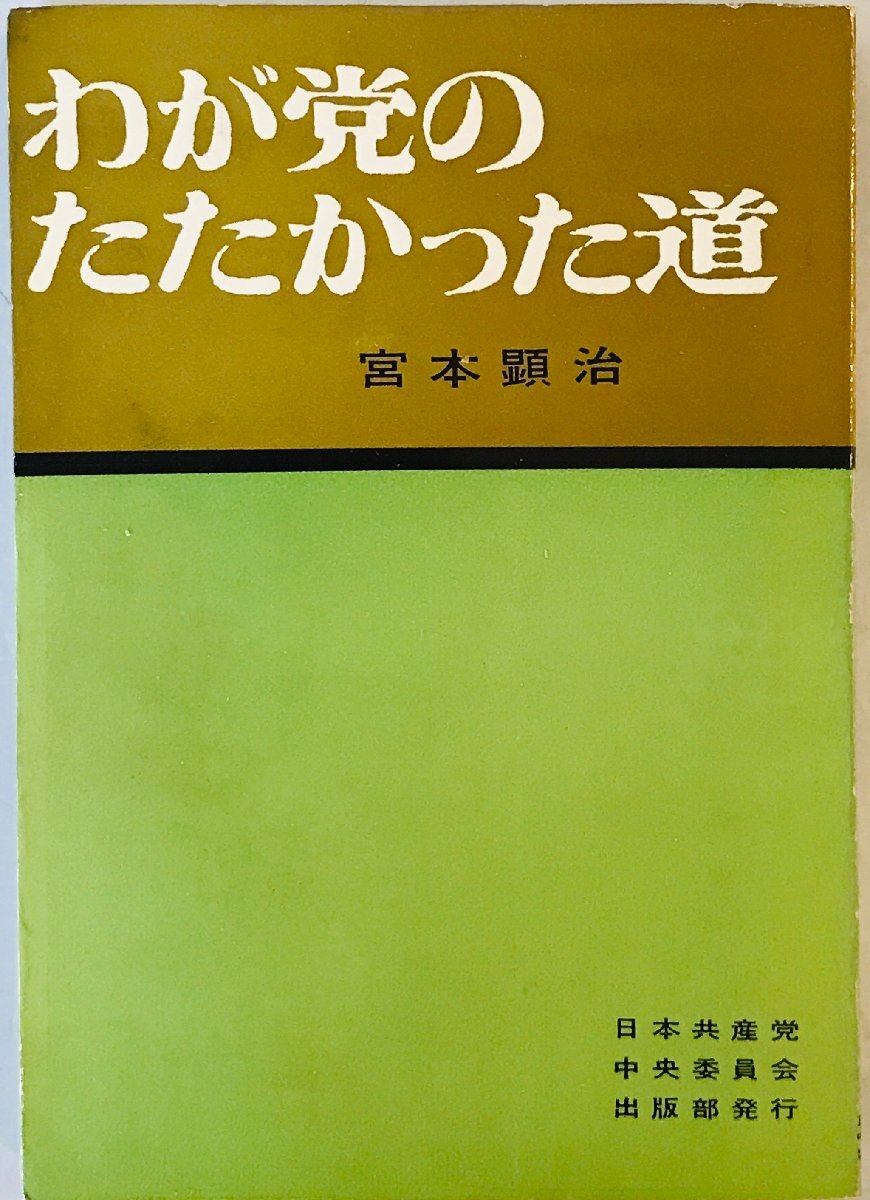 わが党の
たたかった道
宮本顕治
日本共産党
中央委員会
出版部発行